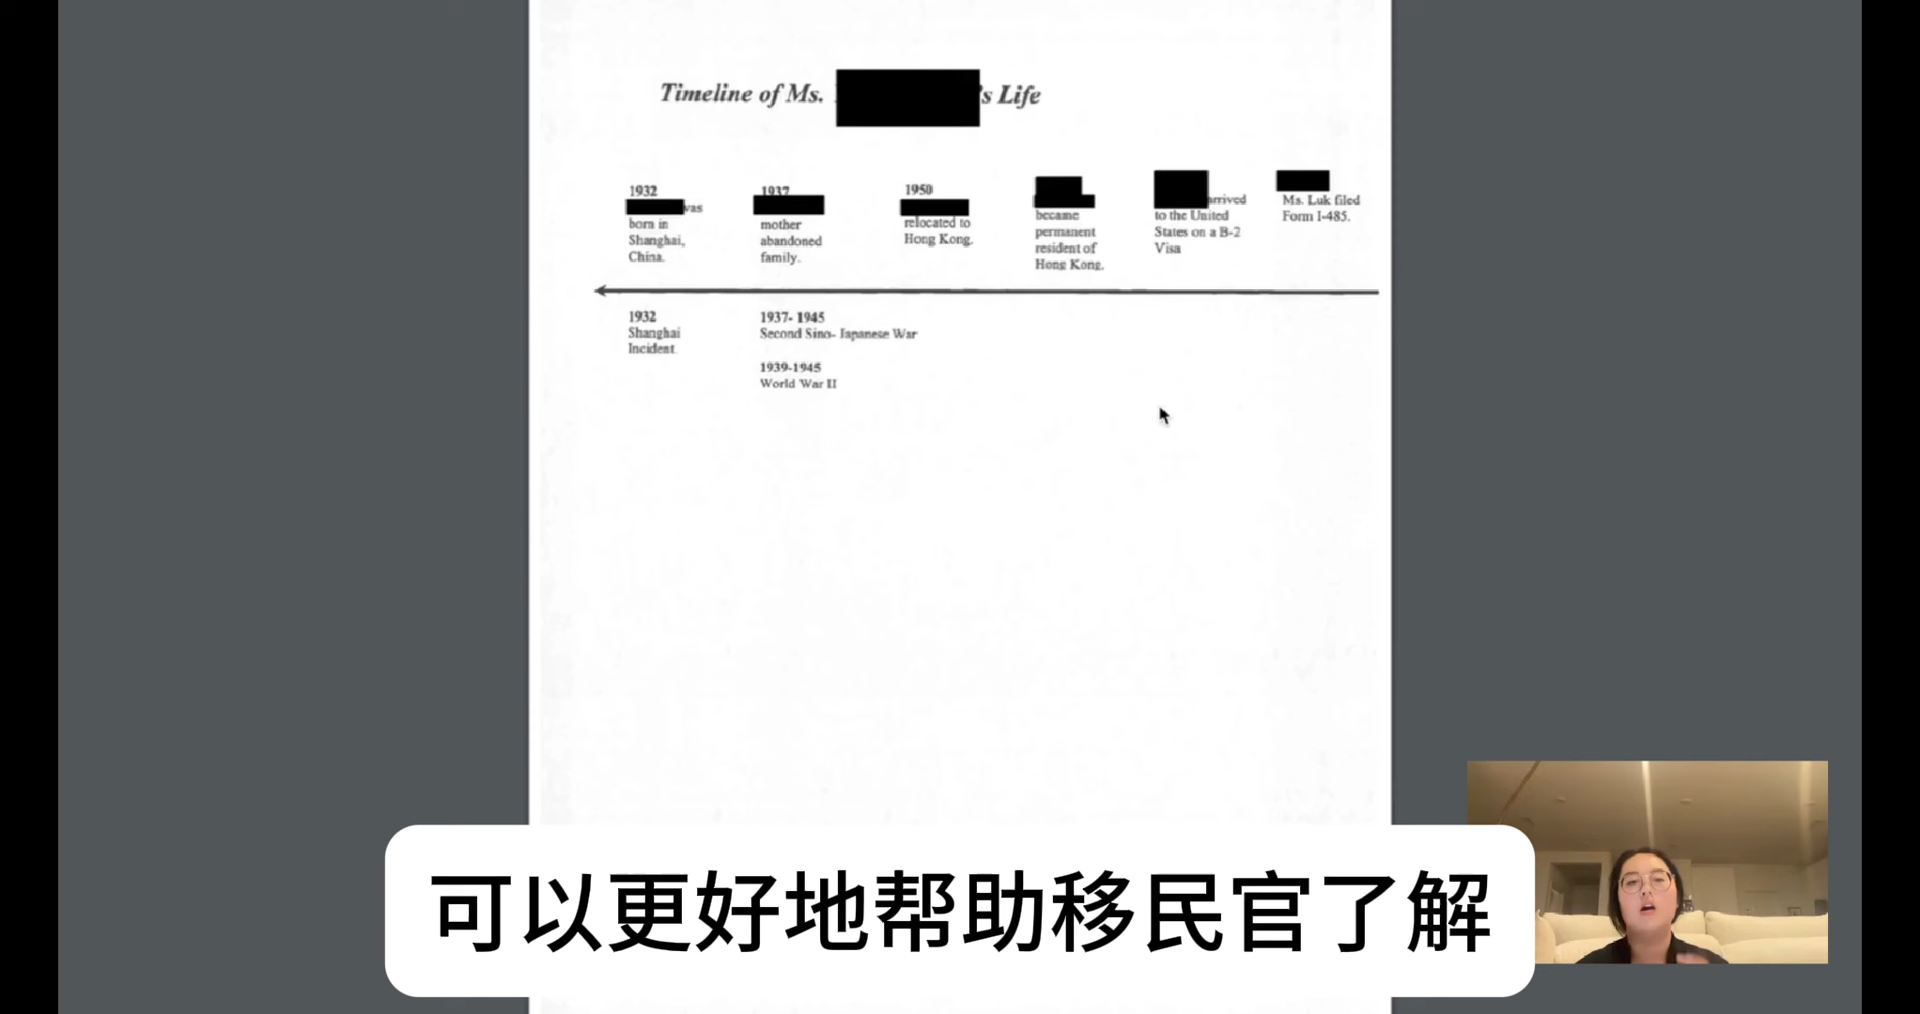 Timeline of Ms. 's Life
1932
was
born in
Shanghai,
China.
1937
mother
abandoned
family.
1950
relocated to
Hong Kong.
became
permanent
resident of
Hong Kong.
arrived
to the United
States on a B-2
Visa
Ms. Luk filed
Form I-485.
1932
Shanghai
Incident
1937- 1945
Second Sino- Japanese War
1939-1945
World War II
可以更好地帮助移民官了解